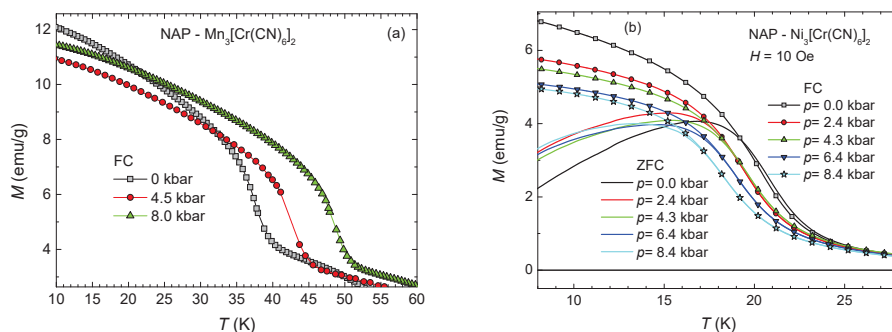 NAP - Mn₃[Cr(CN)₆]₂
(a)
12
10
8
6
4
M (emu/g)
FC
0 kbar
4.5 kbar
8.0 kbar
10 15 20 25 30 35 40 45 50 55 60
T (K)
(b)
NAP - Ni₃[Cr(CN)₆]₂
H = 10 Oe
6
4
2
0
M (emu/g)
FC
p= 0.0 kbar
p= 2.4 kbar
p= 4.3 kbar
p= 6.4 kbar
p= 8.4 kbar
ZFC
p= 0.0 kbar
p= 2.4 kbar
p= 4.3 kbar
p= 6.4 kbar
p= 8.4 kbar
10 15 20 25
T (K)